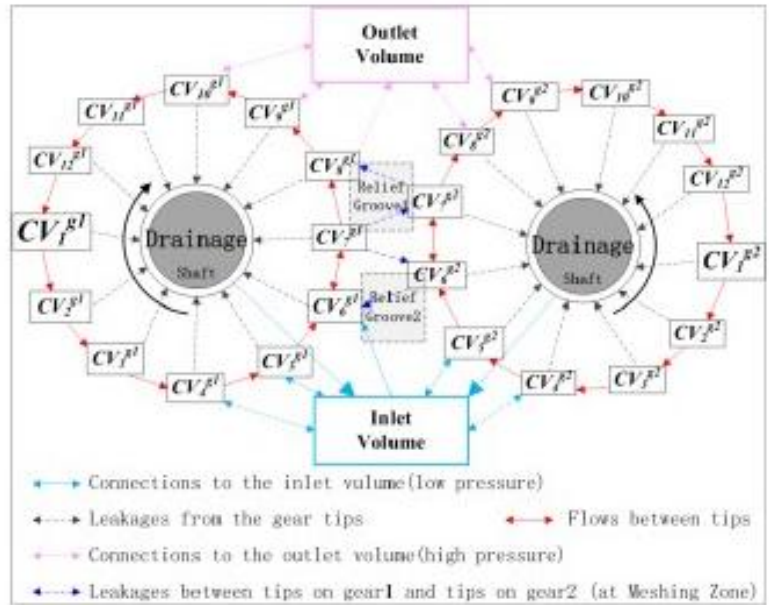 Outlet
Volume
CV₁₀ᵍ¹
CV₉ᵍ¹
CV₁₁ᵍ¹
CV₁₂ᵍ¹
CV₈ᵍ¹
CV₁ᵍ¹
CV₇ᵍ¹
CV₂ᵍ¹
CV₆ᵍ¹
CV₃ᵍ¹
CV₅ᵍ¹
CV₄ᵍ¹
Drainage
Shaft
Relief
Groove1
Relief
Groove2
CV₉ᵍ²
CV₁₀ᵍ²
CV₈ᵍ²
CV₁₁ᵍ²
CV₇ᵍ²
CV₁₂ᵍ²
CV₆ᵍ²
CV₁ᵍ²
CV₅ᵍ²
CV₂ᵍ²
CV₄ᵍ²
CV₃ᵍ²
Drainage
Shaft
Inlet
Volume
Connections to the inlet volume(low pressure)
Leakages from the gear tips
Flows between tips
Connections to the outlet volume(high pressure)
Leakages between tips on gear1 and tips on gear2 (at Meshing Zone)